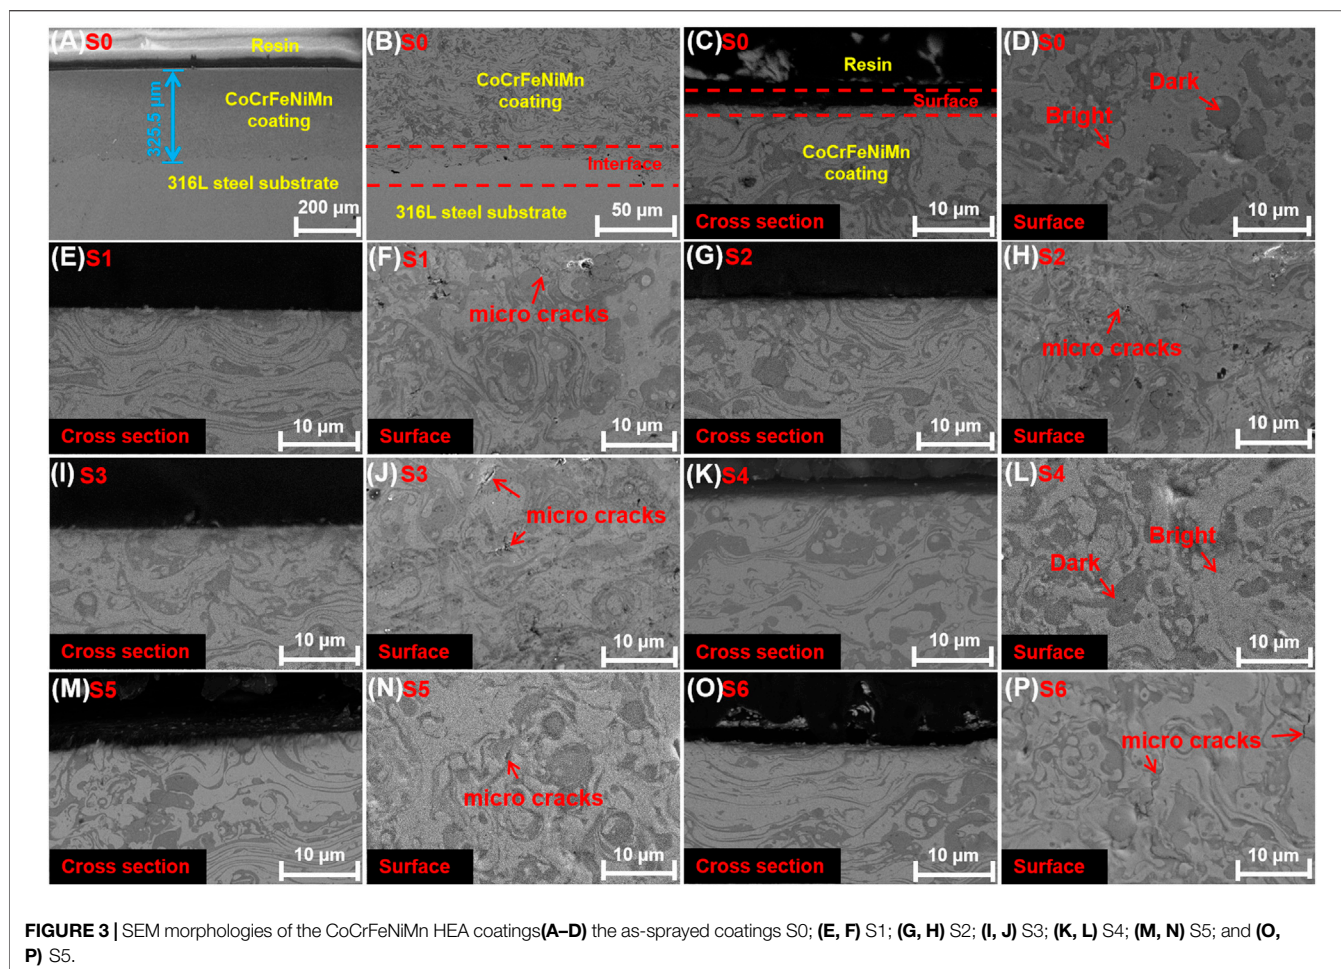 (A)S0
Resin
325.5 μm
CoCrFeNiMn
coating
316L steel substrate
200 μm
(B)S0
CoCrFeNiMn
coating
Interface
316L steel substrate
50 μm
(C)S0
Resin
Surface
CoCrFeNiMn
coating
Cross section
10 μm
(D)S0
Dark
Bright
Surface
10 μm
(E)S1
Cross section
10 μm
(F)S1
micro cracks
Surface
10 μm
(G)S2
Cross section
10 μm
(H)S2
micro cracks
Surface
10 μm
(I) S3
Cross section
10 μm
(J)S3
micro cracks
Surface
10 μm
(K)S4
Cross section
10 μm
(L)S4
Bright
Dark
Surface
10 μm
(M)S5
Cross section
10 μm
(N)S5
micro cracks
Surface
10 μm
(O)S6
Cross section
10 μm
(P)S6
micro cracks
Surface
10 μm
FIGURE 3 | SEM morphologies of the CoCrFeNiMn HEA coatings(A–D) the as-sprayed coatings S0; (E, F) S1; (G, H) S2; (I, J) S3; (K, L) S4; (M, N) S5; and (O,
P) S5.